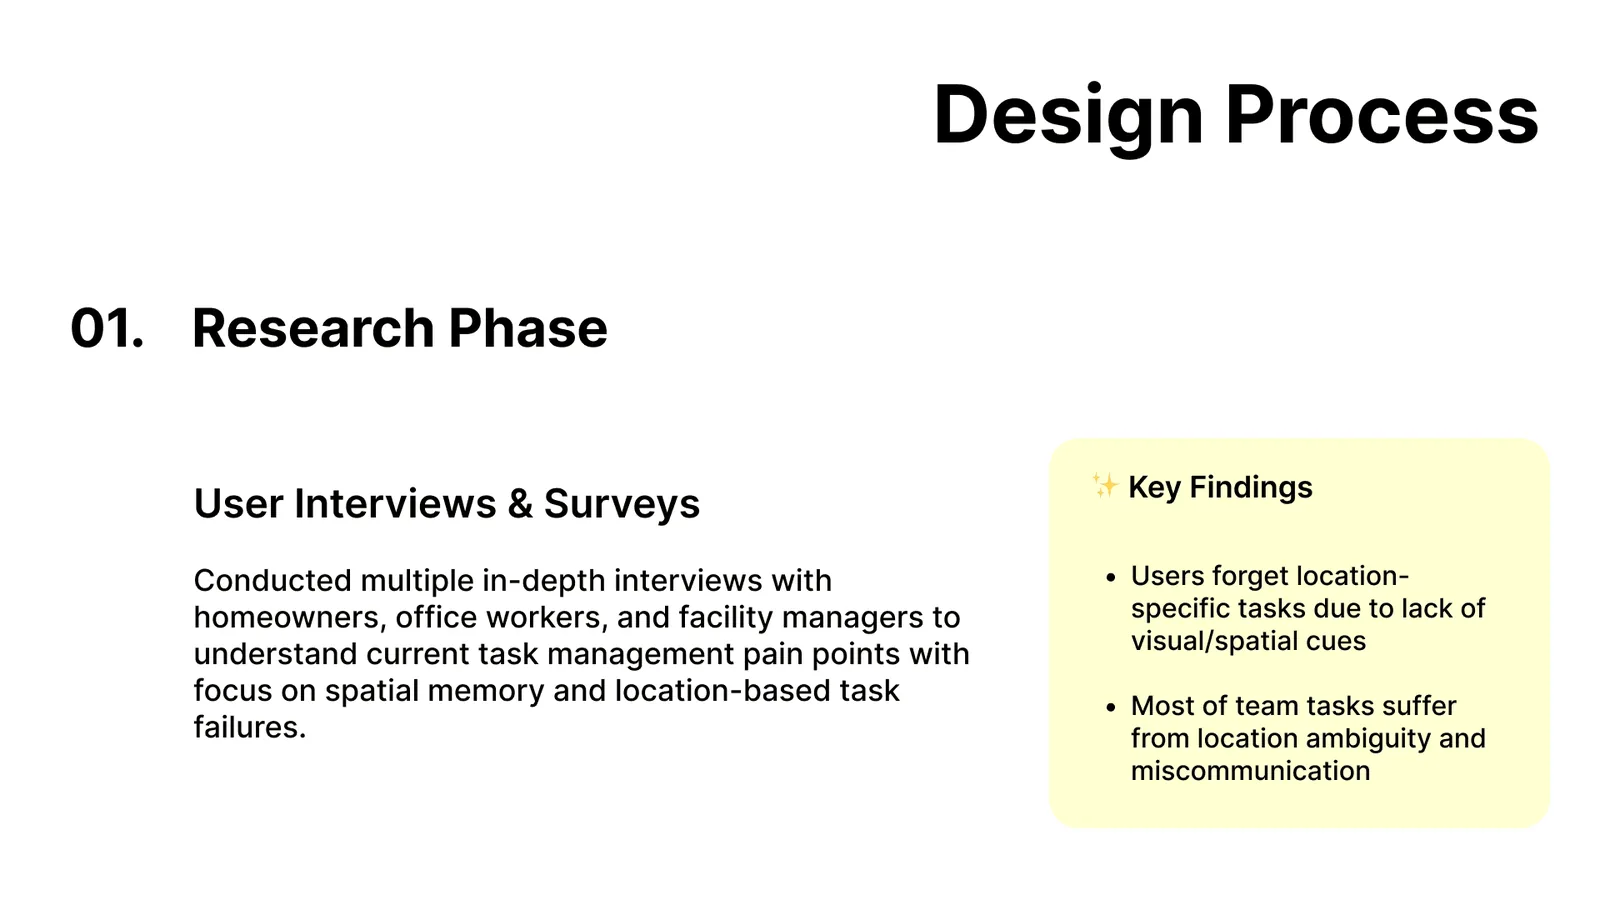 Design Process
01. Research Phase
User Interviews & Surveys
Conducted multiple in-depth interviews with
homeowners, office workers, and facility managers to
understand current task management pain points with
focus on spatial memory and location-based task
failures.
✨ Key Findings
• Users forget location-
specific tasks due to lack of
visual/spatial cues
• Most of team tasks suffer
from location ambiguity and
miscommunication